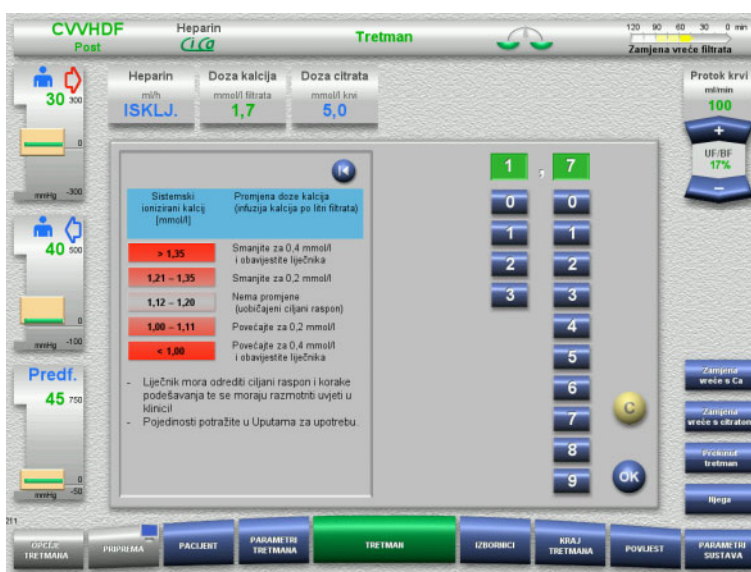 CVVHDF
Post
Heparin
CiCa
Tretman
120 90 60 30 0 min
Zamjena vreće filtrata
30
300
0
mmHg -300
40
500
0
mmHg -100
Predf.
45
750
0
mmHg -50
Heparin
ml/h
ISKLJ.
Doza kalcija
mmol/l filtrata
1,7
Doza citrata
mmol/l krvi
5,0
Protok krvi
ml/min
100
+
UF/BF
17%
–
Sistemski
ionizirani kalcij
[mmol/l]
Promjena doze kalcija
(infuzija kalcija po litri filtrata)
> 1,35
Smanjite za 0,4 mmol/l
i obavijestite liječnika
1,21 – 1,35
Smanjite za 0,2 mmol/l
1,12 – 1,20
Nema promjene
(uobičajeni ciljani raspon)
1,00 – 1,11
Povećajte za 0,2 mmol/l
< 1,00
Povećajte za 0,4 mmol/l
i obavijestite liječnika
- Liječnik mora odrediti ciljani raspon i korake
podešavanja te se moraju razmotriti uvjeti u
klinici!
- Pojedinosti potražite u Uputama za upotrebu.
1 , 7
0 0
1 1
2 2
3 3
4
5
6
7
8
9
C
OK
Zamjena
vreće s Ca
Zamjena
vreće s citratom
Prekinut
tretman
Njega
211
OPCIJE
TRETMANA
PRIPREMA
PACIJENT
PARAMETRI
TRETMANA
TRETMAN
IZBORNICI
KRAJ
TRETMANA
POVIJEST
PARAMETRI
SUSTAVA